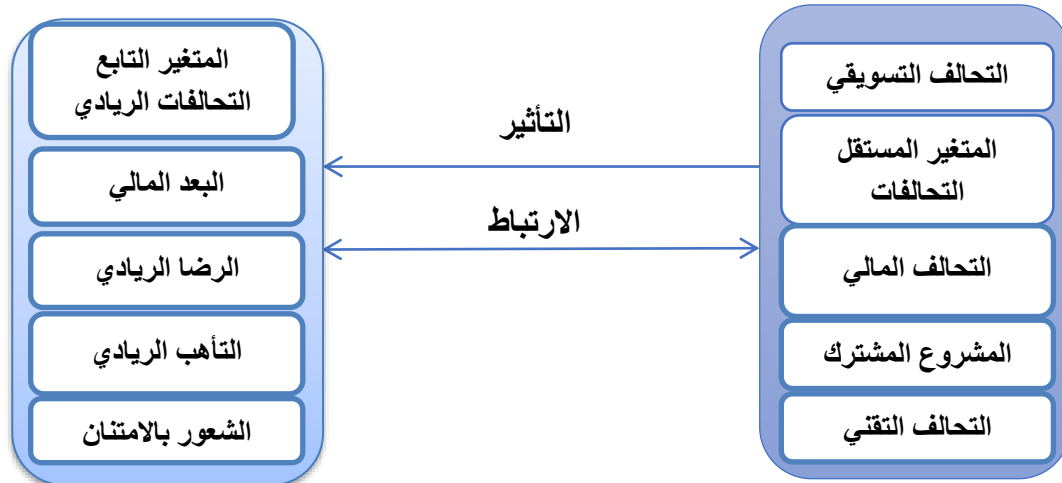 التحالف التسويقي
المتغير المستقل
التحالفات
التحالف المالي
المشروع المشترك
التحالف التقني
التأثير
الارتباط
المتغير التابع
التحالفات الريادي
البعد المالي
الرضا الريادي
التأهب الريادي
الشعور بالامتنان